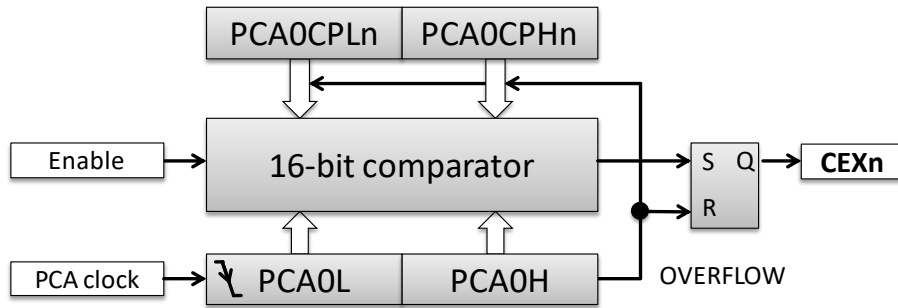 PCA0CPLn PCA0CPHn
Enable
16-bit comparator
S Q
CEXn
R
PCA clock
PCA0L PCA0H
OVERFLOW